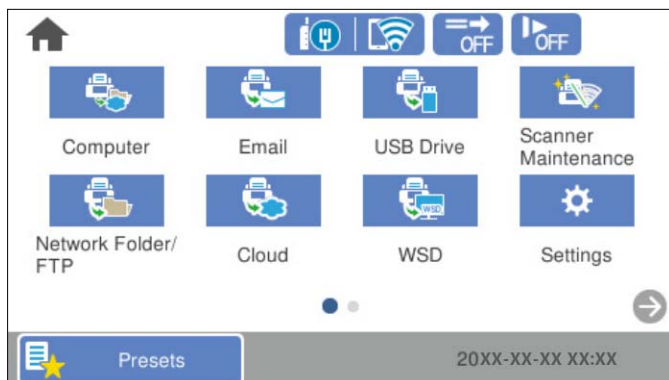 OFF
OFF
Computer
Email
USB Drive
Scanner
Maintenance
WSD
Network Folder/
FTP
Cloud
WSD
Settings
Presets
20XX-XX-XX XX:XX